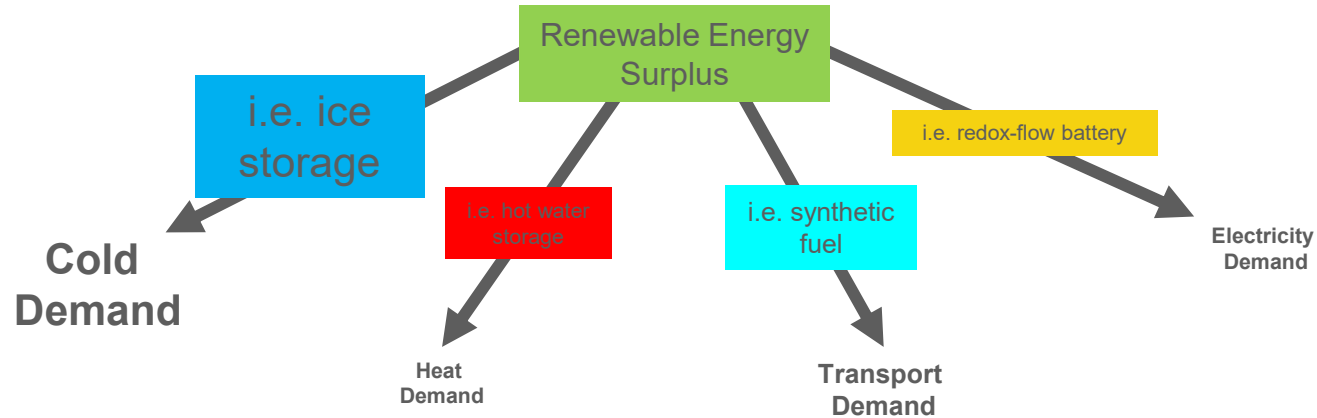 Renewable Energy
Surplus
i.e. ice
storage
i.e. redox-flow battery
i.e. hot water
storage
i.e. synthetic
fuel
Cold
Demand
Electricity
Demand
Heat
Demand
Transport
Demand